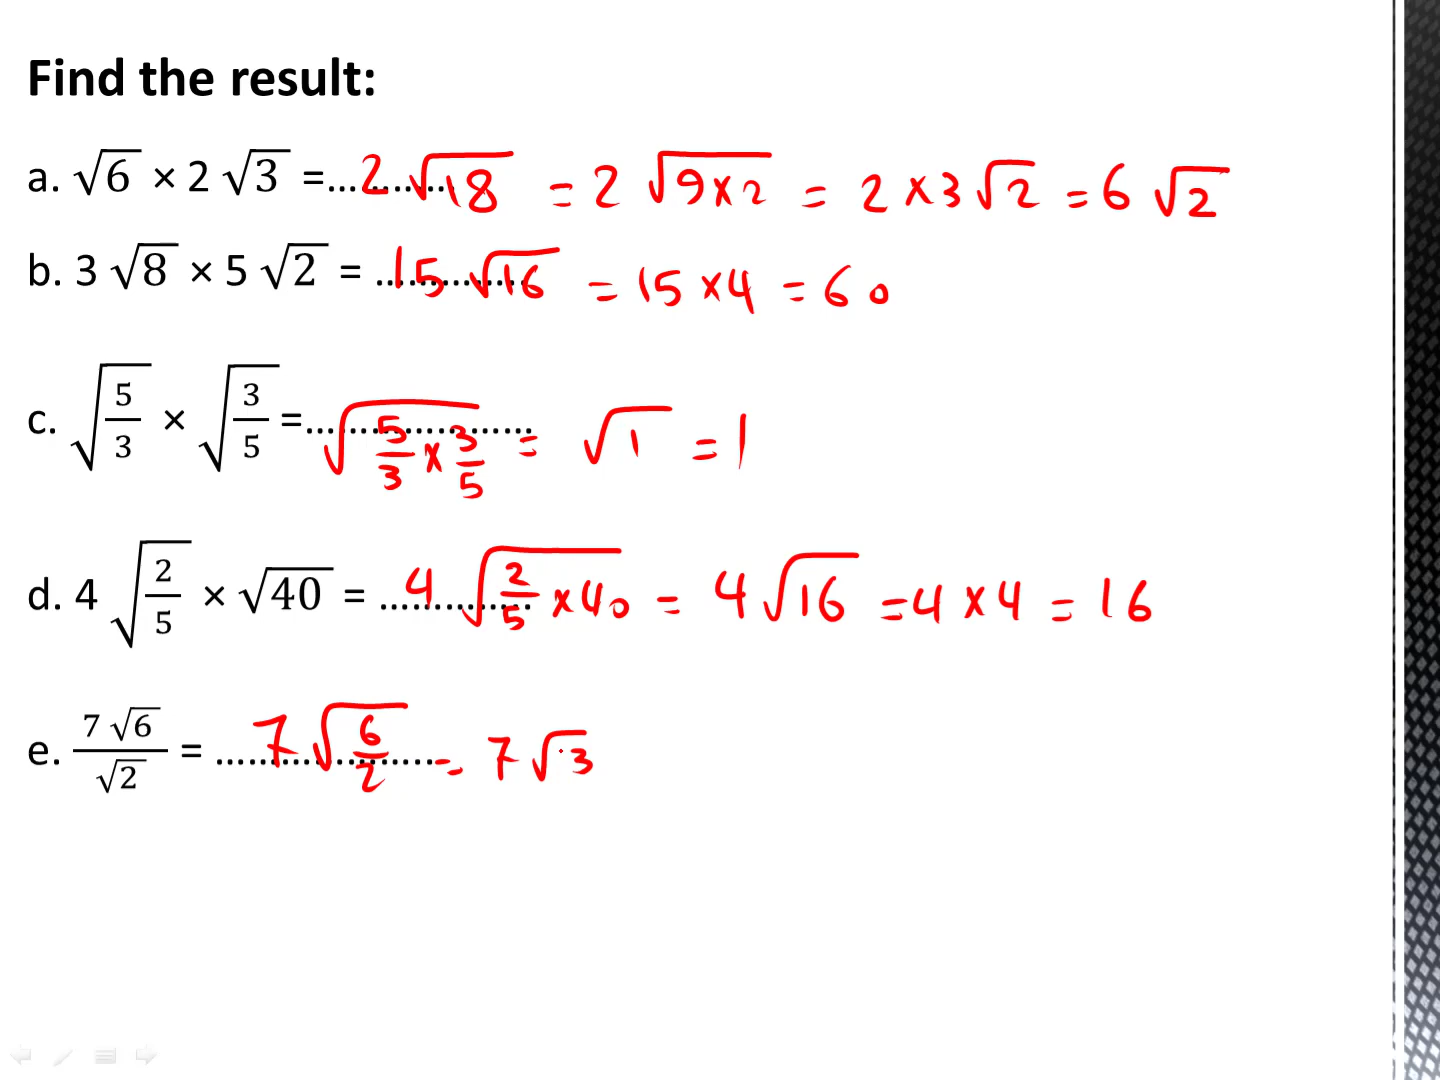 Find the result:
a. √6 × 2 √3 =............ 2 √18 = 2 √9×2 = 2 × 3 √2 = 6 √2
b. 3 √8 × 5 √2 = .............. 15 √16 = 15 × 4 = 60
c. √(5/3) × √(3/5) =..................... √(5/3 × 3/5) = √1 = 1
d. 4 √(2/5) × √40 = .............. 4 √(2/5 × 40) = 4 √16 = 4 × 4 = 16
e. 7 √6 / √2 = .................... 7 √(6/2) = 7 √3